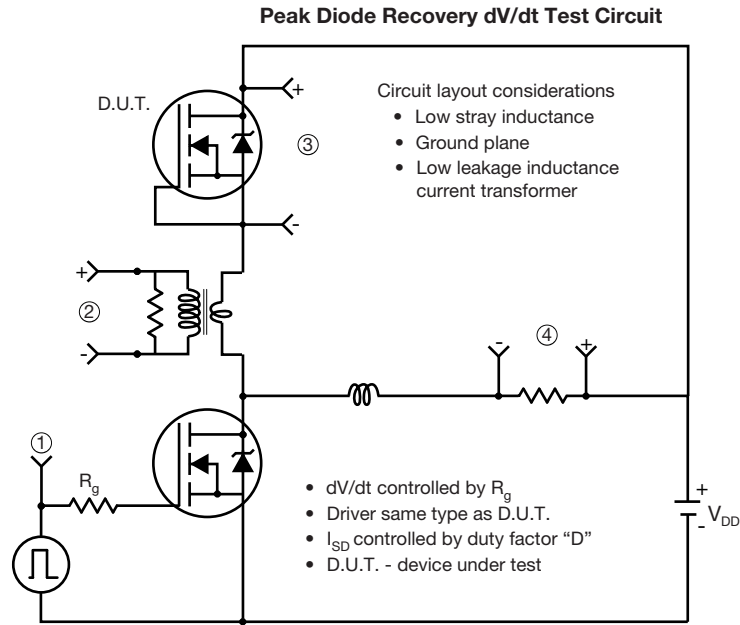 Peak Diode Recovery dV/dt Test Circuit
D.U.T.
+
Circuit layout considerations
• Low stray inductance
③
• Ground plane
• Low leakage inductance
current transformer
-
+
②
-
④
-
+
①
Rg
• dV/dt controlled by Rg
• Driver same type as D.U.T.
• ISD controlled by duty factor “D”
• D.U.T. - device under test
+
VDD
-